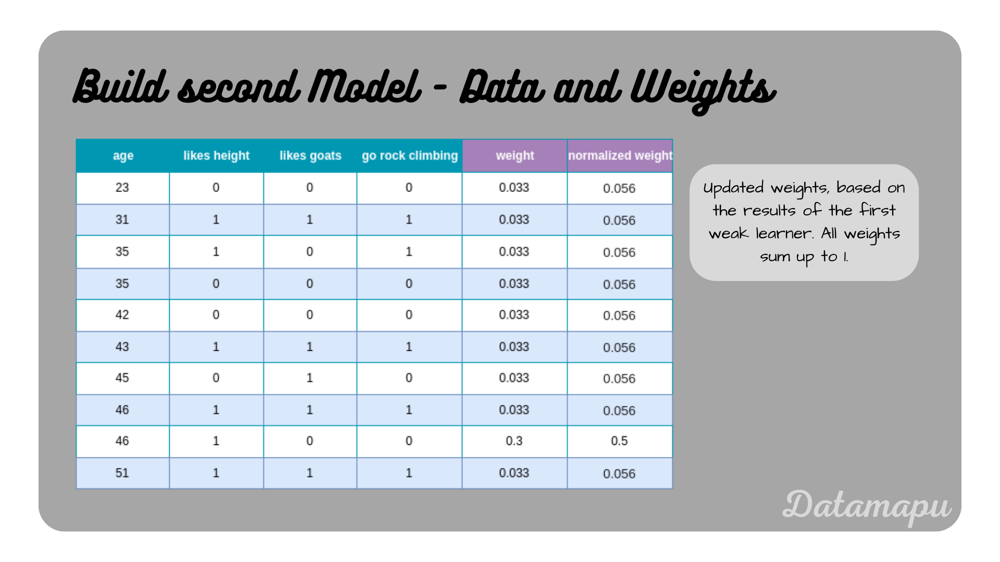 Build second Model - Data and Weights
age likes height likes goats go rock climbing weight normalized weight
23 0 0 0 0.033 0.056
31 1 1 1 0.033 0.056
35 1 0 1 0.033 0.056
35 0 0 0 0.033 0.056
42 0 0 0 0.033 0.056
43 1 1 1 0.033 0.056
45 0 1 0 0.033 0.056
46 1 1 1 0.033 0.056
46 1 0 0 0.3 0.5
51 1 1 1 0.033 0.056
Updated weights, based on
the results of the first
weak learner. All weights
sum up to 1.
Datamapu